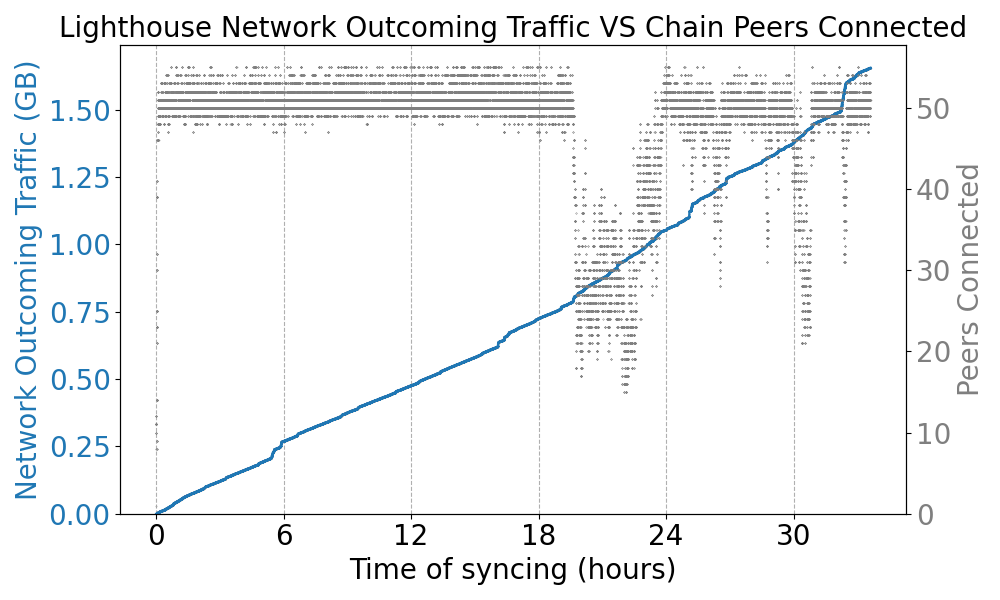 Lighthouse Network Outcoming Traffic VS Chain Peers Connected
Network Outcoming Traffic (GB)
1.50
1.25
1.00
0.75
0.50
0.25
0.00
50
40
30
20
10
0
Peers Connected
0 6 12 18 24 30
Time of syncing (hours)